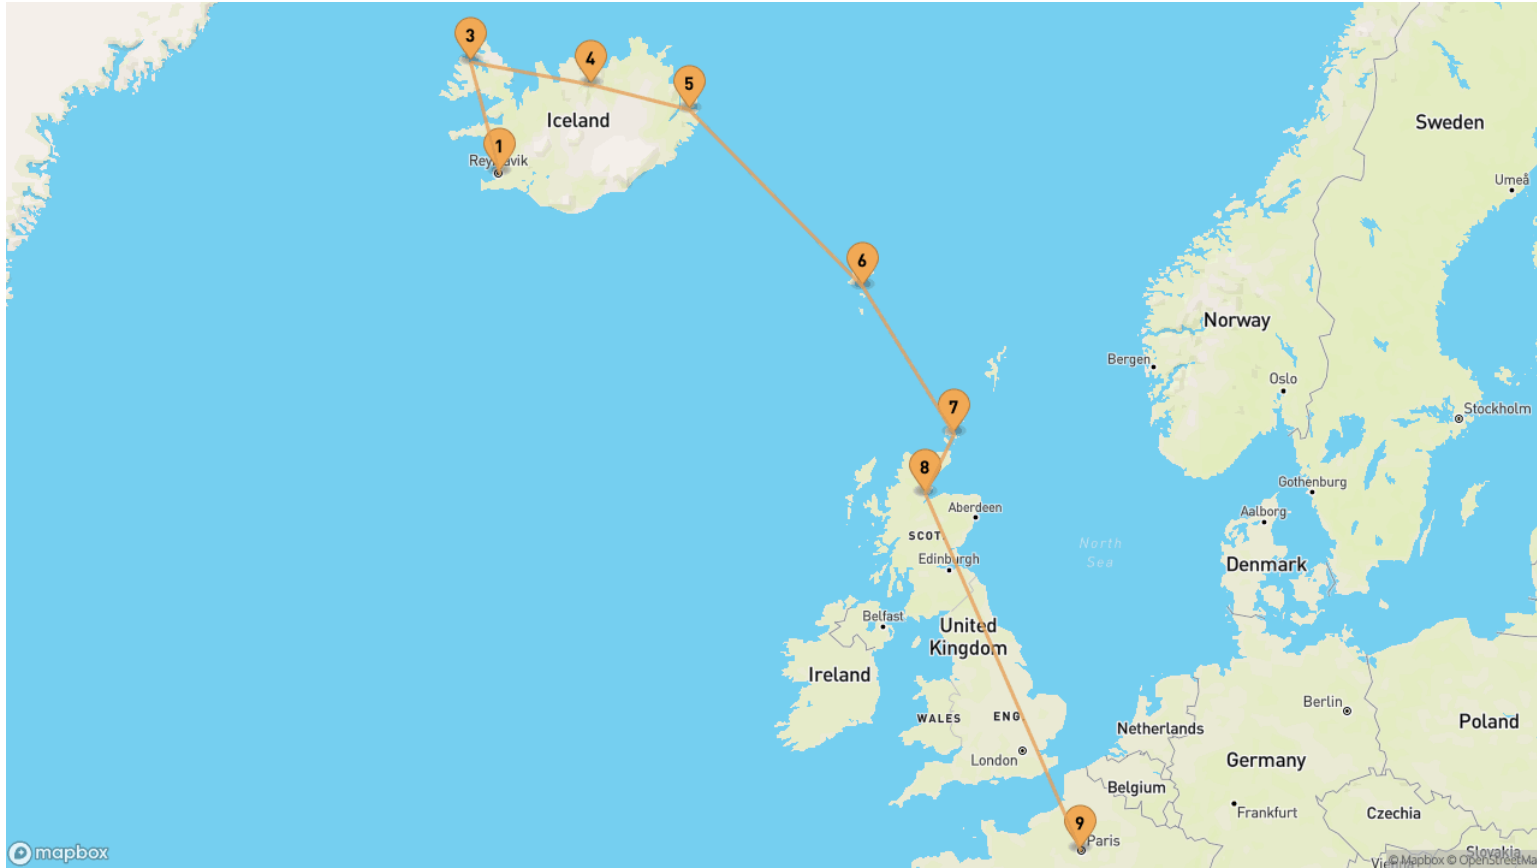 3
4
5
Iceland
1
Sweden
Umeå
6
Norway
Bergen
Oslo
7
Stockholm
8
Gothenburg
Aberdeen
Aalborg
SCOT.
North
Sea
Edinburgh
Denmark
Belfast
United
Kingdom
Ireland
Berlin
WALES
ENG.
Netherlands
Poland
London
Germany
Belgium
Frankfurt
Czechia
9
Paris
mapbox
Slovakia
© Mapbox © OpenStreetMa